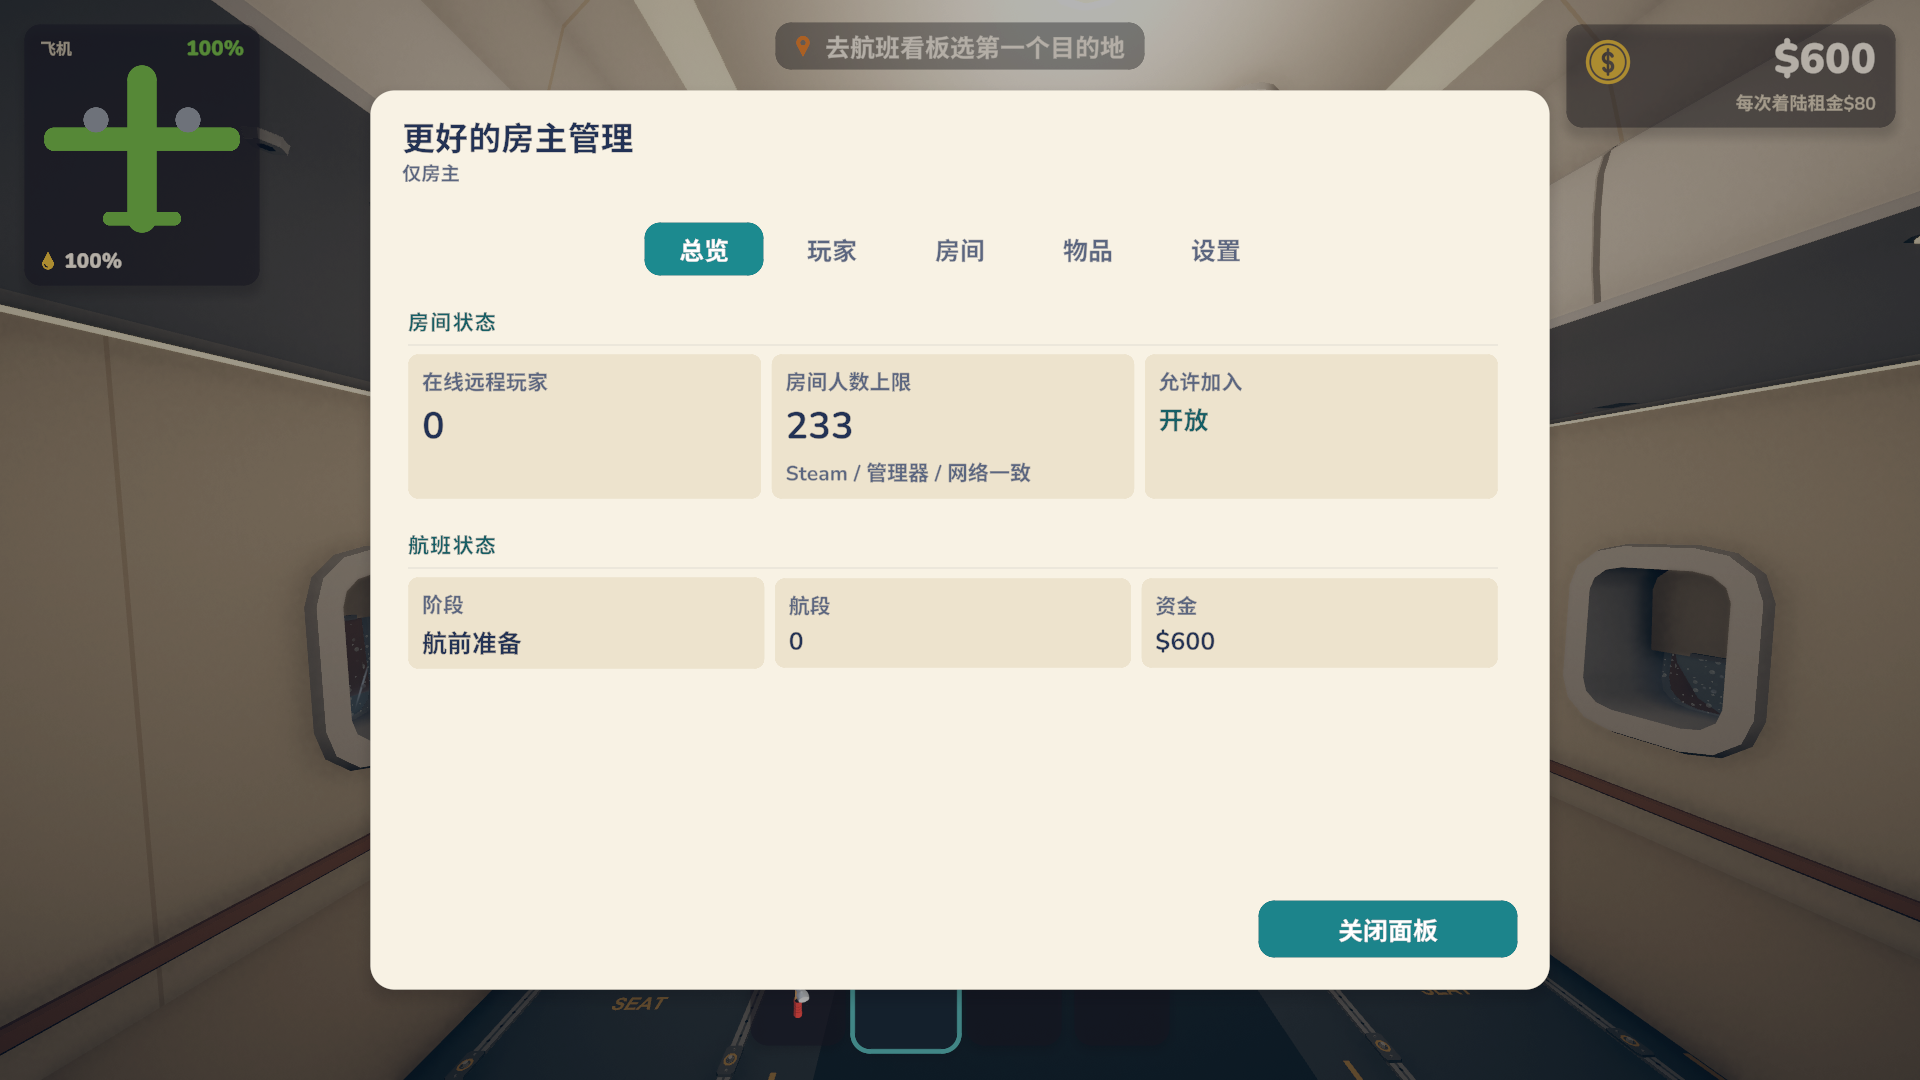 飞机
100%
100%
去航班看板选第一个目的地
$600
每次着陆租金$80
更好的房主管理
仅房主
总览
玩家
房间
物品
设置
房间状态
在线远程玩家
0
房间人数上限
233
Steam / 管理器 / 网络一致
允许加入
开放
航班状态
阶段
航前准备
航段
0
资金
$600
关闭面板
SEAT